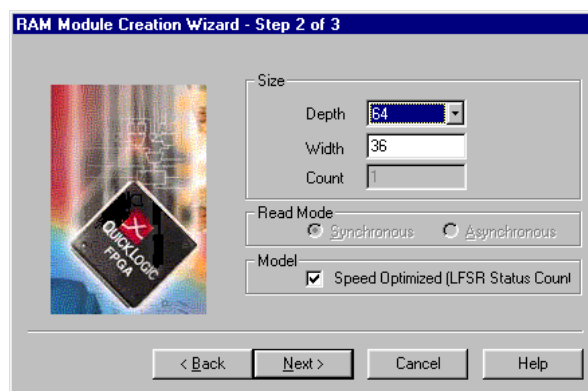 RAM Module Creation Wizard - Step 2 of 3
Size
Depth 64
Width 36
Count 1
Read Mode
Synchronous Asynchronous
Model
Speed Optimized (LFSR Status Count
QUICKLOGIC
FPGA
< Back Next > Cancel Help